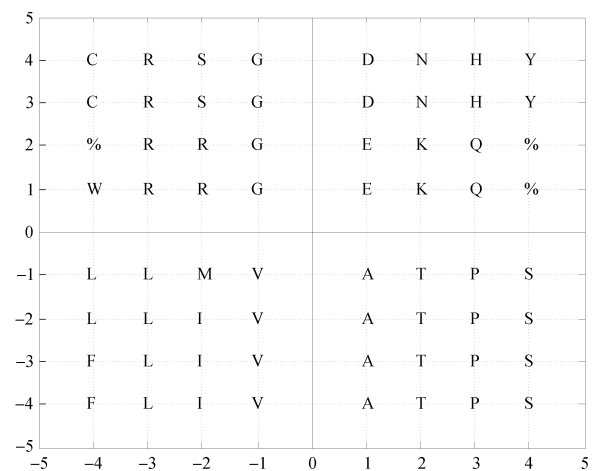 5
4 C R S G D N H Y
3 C R S G D N H Y
2 % R R G E K Q %
1 W R R G E K Q %
0
−1 L L M V A T P S
−2 L L I V A T P S
−3 F L I V A T P S
−4 F L I V A T P S
−5
−5 −4 −3 −2 −1 0 1 2 3 4 5